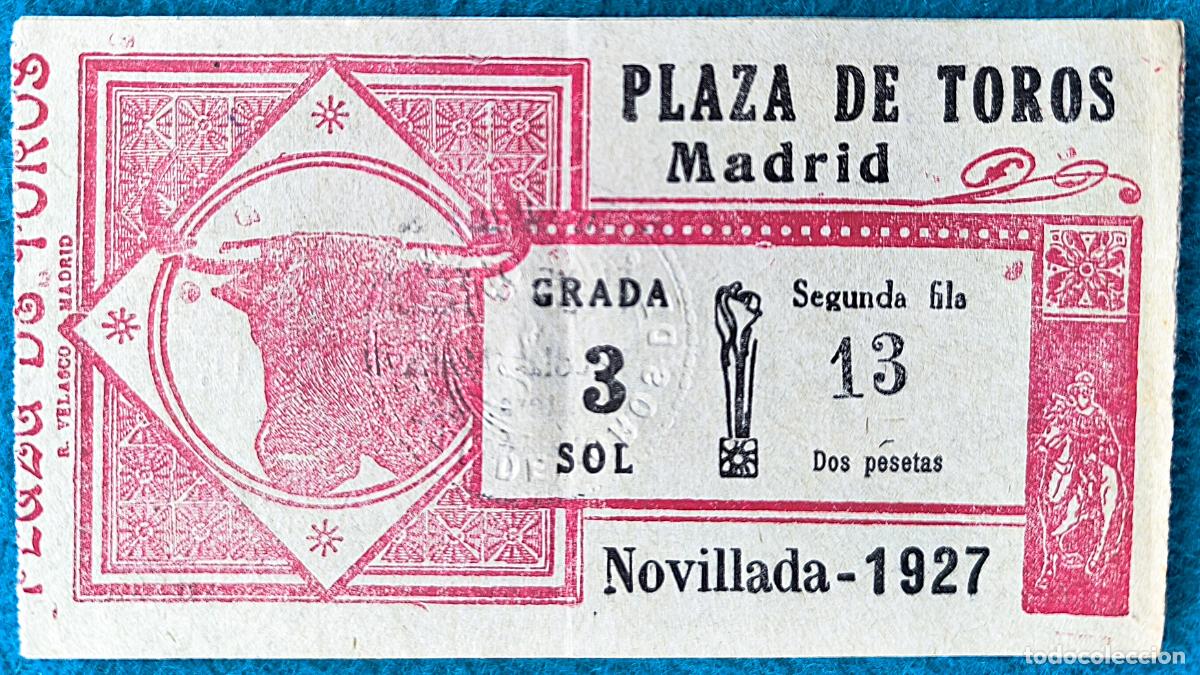 PLAZA DE TOROS
R. VELASCO MADRID
PLAZA DE TOROS
Madrid
GRADA
3
SOL
Segunda fila
13
Dos pésetas
Novillada - 1927
todocoleccion